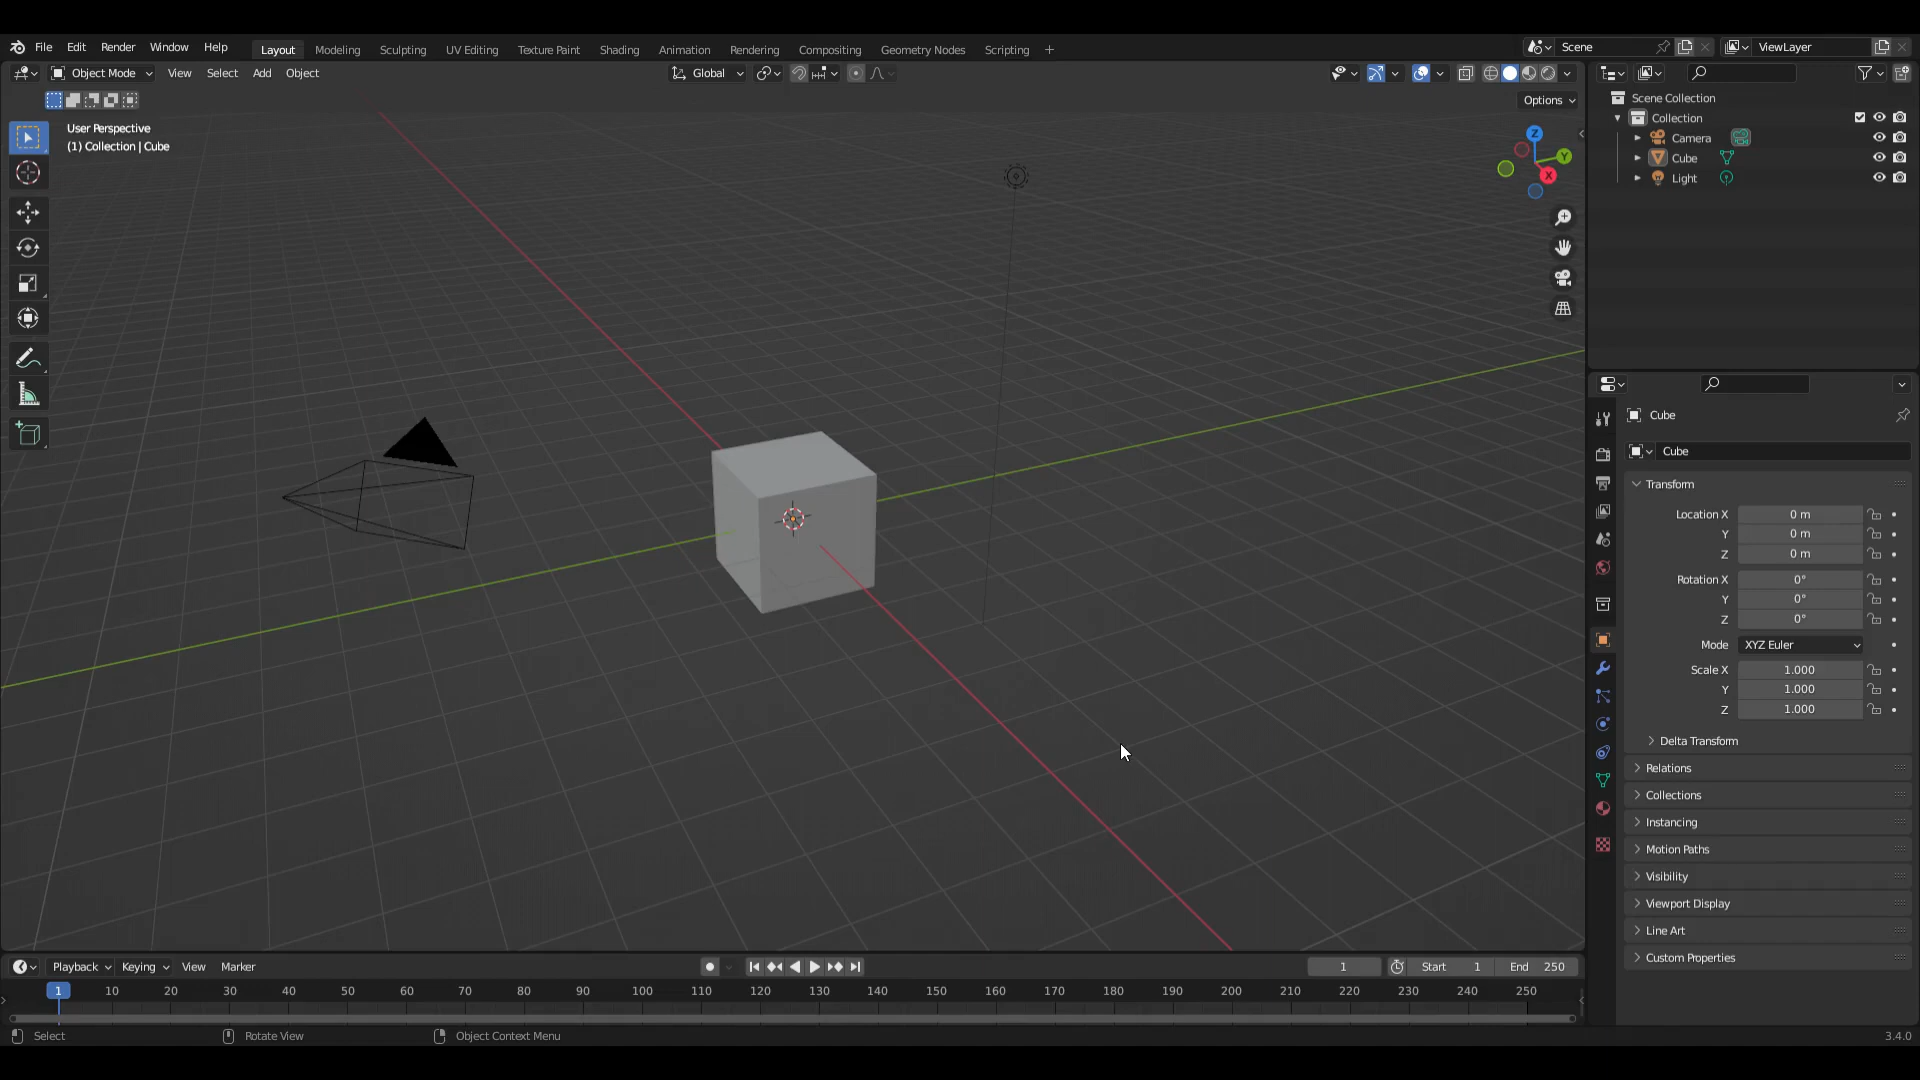 File Edit Render Window Help Layout Modeling Sculpting UV Editing Texture Paint Shading Animation Rendering Compositing Geometry Nodes Scripting + Scene ViewLayer
Object Mode View Select Add Object Global
Options
User Perspective
(1) Collection | Cube
Z
Y
X
Scene Collection
Collection
Camera
Cube
Light
Cube
Cube
Transform
Location X 0 m
Y 0 m
Z 0 m
Rotation X 0°
Y 0°
Z 0°
Mode XYZ Euler
Scale X 1.000
Y 1.000
Z 1.000
Delta Transform
Relations
Collections
Instancing
Motion Paths
Visibility
Viewport Display
Line Art
Custom Properties
Playback Keying View Marker 1 Start 1 End 250
1 10 20 30 40 50 60 70 80 90 100 110 120 130 140 150 160 170 180 190 200 210 220 230 240 250
Select Rotate View Object Context Menu 3.4.0